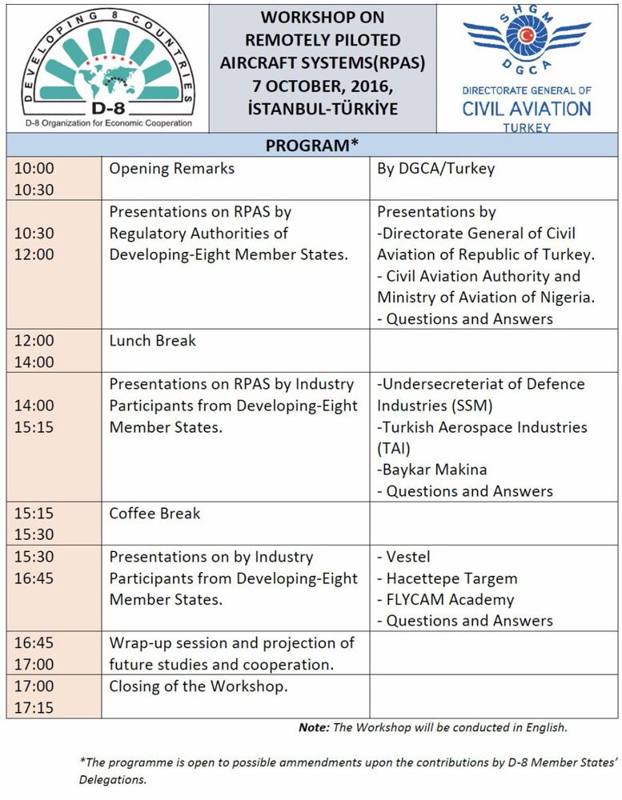 DEVELOPING 8 COUNTRIES
D-8
D-8 Organization for Economic Cooperation
WORKSHOP ON
REMOTELY PILOTED
AIRCRAFT SYSTEMS(RPAS)
7 OCTOBER, 2016,
İSTANBUL-TÜRKİYE
SHGM
DGCA
DIRECTORATE GENERAL OF
CIVIL AVIATION
TURKEY
PROGRAM*
10:00
10:30
Opening Remarks
By DGCA/Turkey
10:30
12:00
Presentations on RPAS by
Regulatory Authorities of
Developing-Eight Member States.
Presentations by
-Directorate General of Civil
Aviation of Republic of Turkey.
- Civil Aviation Authority and
Ministry of Aviation of Nigeria.
- Questions and Answers
12:00
14:00
Lunch Break
14:00
15:15
Presentations on RPAS by Industry
Participants from Developing-Eight
Member States.
-Undersecreteriat of Defence
Industries (SSM)
-Turkish Aerospace Industries
(TAI)
-Baykar Makina
- Questions and Answers
15:15
15:30
Coffee Break
15:30
16:45
Presentations on by Industry
Participants from Developing-Eight
Member States.
- Vestel
- Hacettepe Targem
- FLYCAM Academy
- Questions and Answers
16:45
17:00
Wrap-up session and projection of
future studies and cooperation.
17:00
17:15
Closing of the Workshop.
Note: The Workshop will be conducted in English.
*The programme is open to possible ammendments upon the contributions by D-8 Member States’
Delegations.